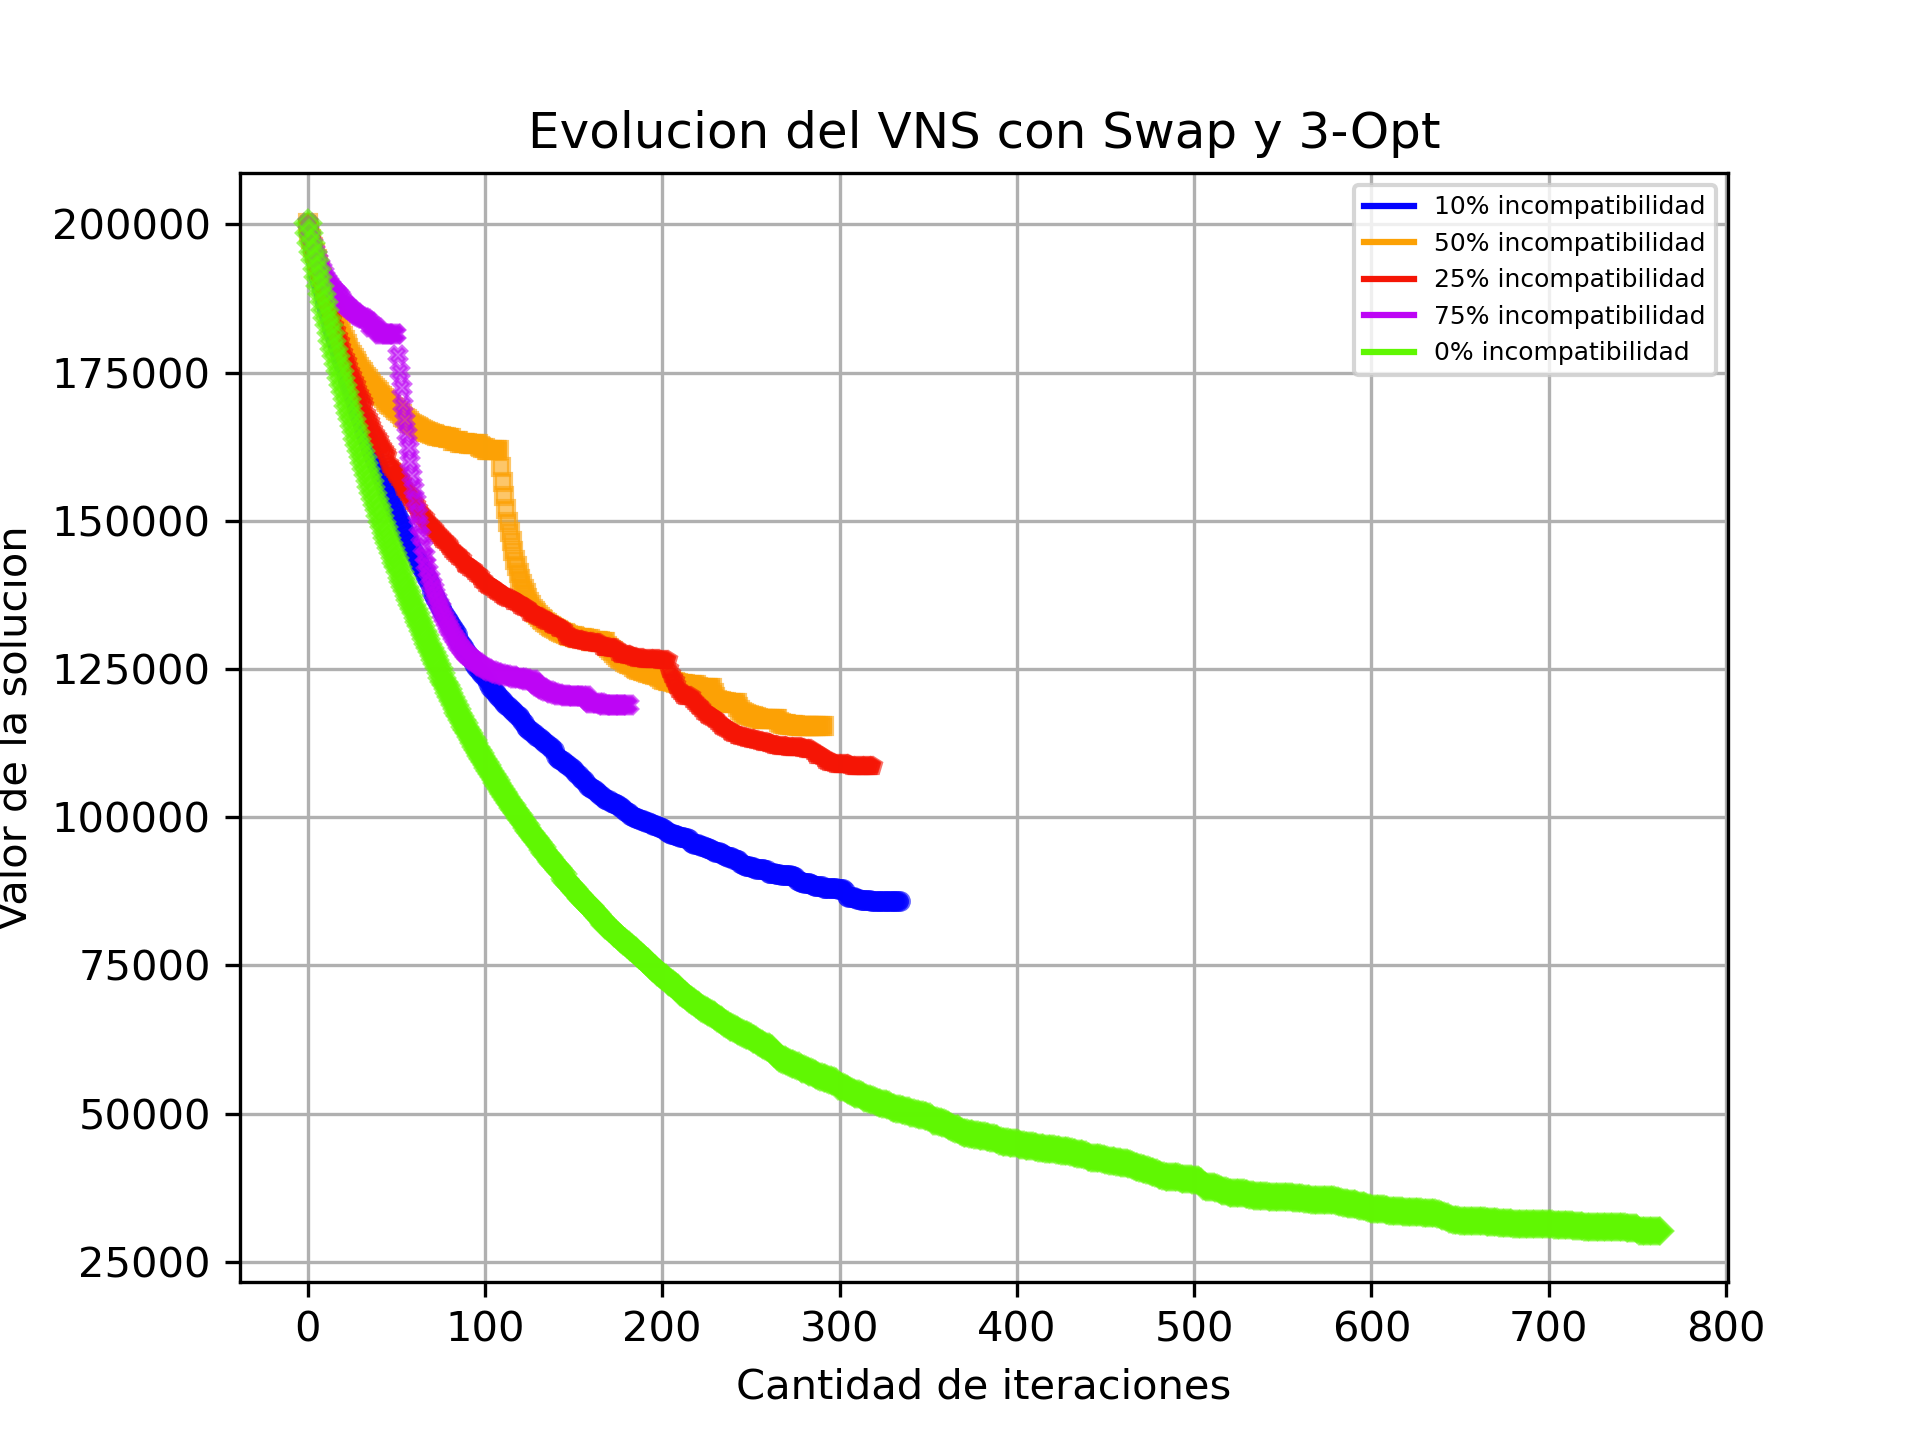 Evolucion del VNS con Swap y 3-Opt
10% incompatibilidad
50% incompatibilidad
25% incompatibilidad
75% incompatibilidad
0% incompatibilidad
Valor de la solucion
200000
175000
150000
125000
100000
75000
50000
25000
0 100 200 300 400 500 600 700 800
Cantidad de iteraciones